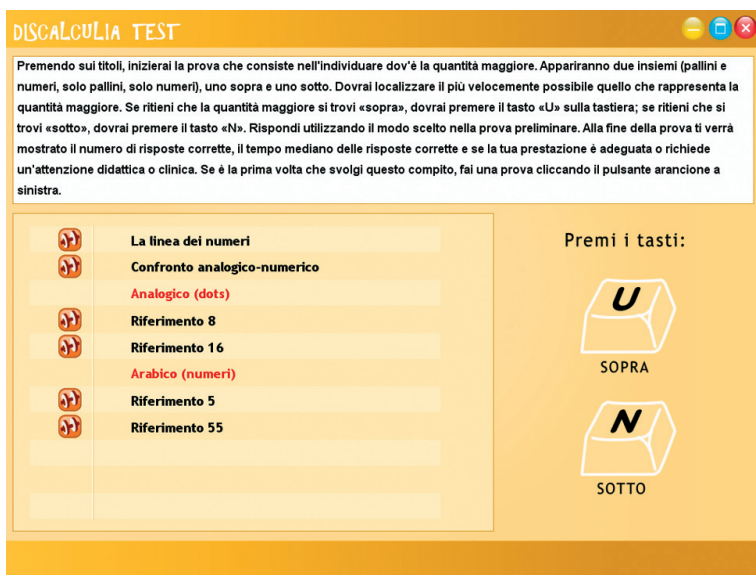 DISCALCULIA TEST
Premendo sui titoli, inizierai la prova che consiste nell'individuare dov'è la quantità maggiore. Appariranno due insiemi (pallini e
numeri, solo pallini, solo numeri), uno sopra e uno sotto. Dovrai localizzare il più velocemente possibile quello che rappresenta la
quantità maggiore. Se ritieni che la quantità maggiore si trovi «sopra», dovrai premere il tasto «U» sulla tastiera; se ritieni che si
trovi «sotto», dovrai premere il tasto «N». Rispondi utilizzando il modo scelto nella prova preliminare. Alla fine della prova ti verrà
mostrato il numero di risposte corrette, il tempo mediano delle risposte corrette e se la tua prestazione è adeguata o richiede
un'attenzione didattica o clinica. Se è la prima volta che svolgi questo compito, fai una prova cliccando il pulsante arancione a
sinistra.
La linea dei numeri
Confronto analogico-numerico
Analogico (dots)
Riferimento 8
Riferimento 16
Arabico (numeri)
Riferimento 5
Riferimento 55
Premi i tasti:
U
SOPRA
N
SOTTO